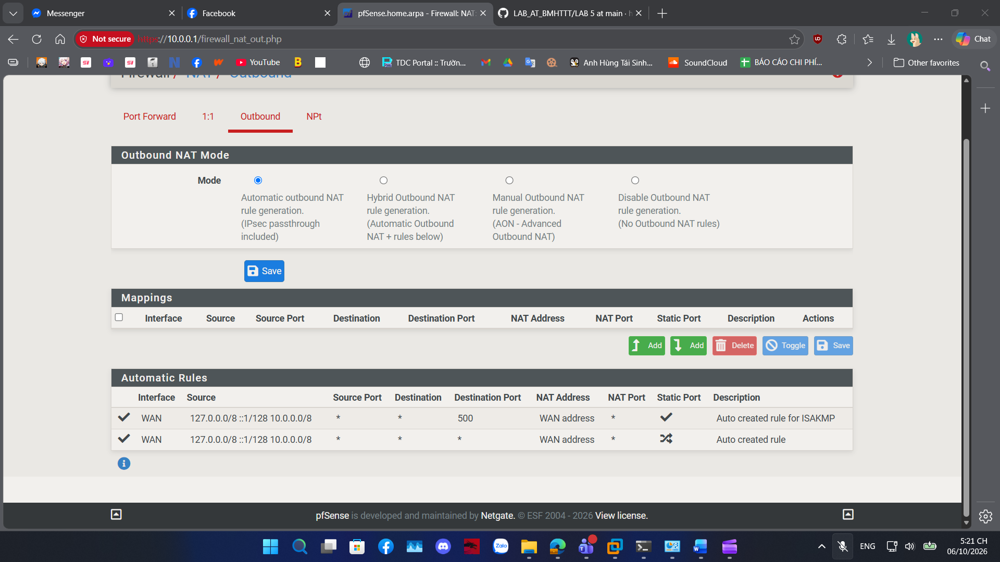 Messenger
Facebook
pfSense.home.arpa - Firewall: NAT:
LAB_AT_BMHTTT/LAB 5 at main · h
Not secure
https://10.0.0.1/firewall_nat_out.php
Chat
YouTube
TDC Portal :: Trườn...
Anh Hùng Tái Sinh...
SoundCloud
BÁO CÁO CHI PHÍ...
Other favorites
Firewall / NAT / Outbound
Port Forward
1:1
Outbound
NPt
Outbound NAT Mode
Mode
Automatic outbound NAT
rule generation.
(IPsec passthrough
included)
Hybrid Outbound NAT
rule generation.
(Automatic Outbound
NAT + rules below)
Manual Outbound NAT
rule generation.
(AON - Advanced
Outbound NAT)
Disable Outbound NAT
rule generation.
(No Outbound NAT rules)
Save
Mappings
Interface Source Source Port Destination Destination Port NAT Address NAT Port Static Port Description Actions
Add Add Delete Toggle Save
Automatic Rules
Interface Source Source Port Destination Destination Port NAT Address NAT Port Static Port Description
WAN 127.0.0.0/8 ::1/128 10.0.0.0/8 * * 500 WAN address * Auto created rule for ISAKMP
WAN 127.0.0.0/8 ::1/128 10.0.0.0/8 * * * WAN address * Auto created rule
pfSense is developed and maintained by Netgate. © ESF 2004 - 2026 View license.
Zalo
ENG
5:21 CH
06/10/2026